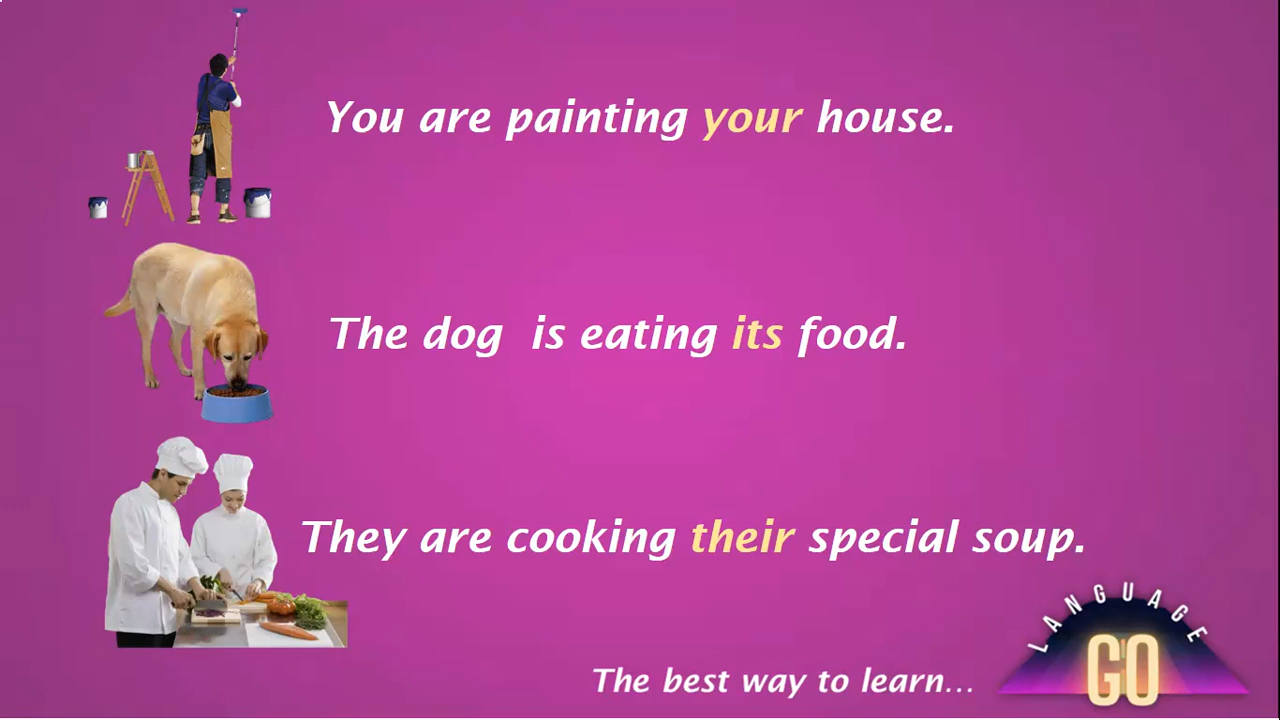 You are painting your house.
The dog is eating its food.
They are cooking their special soup.
LANGUAGE
GO
The best way to learn...